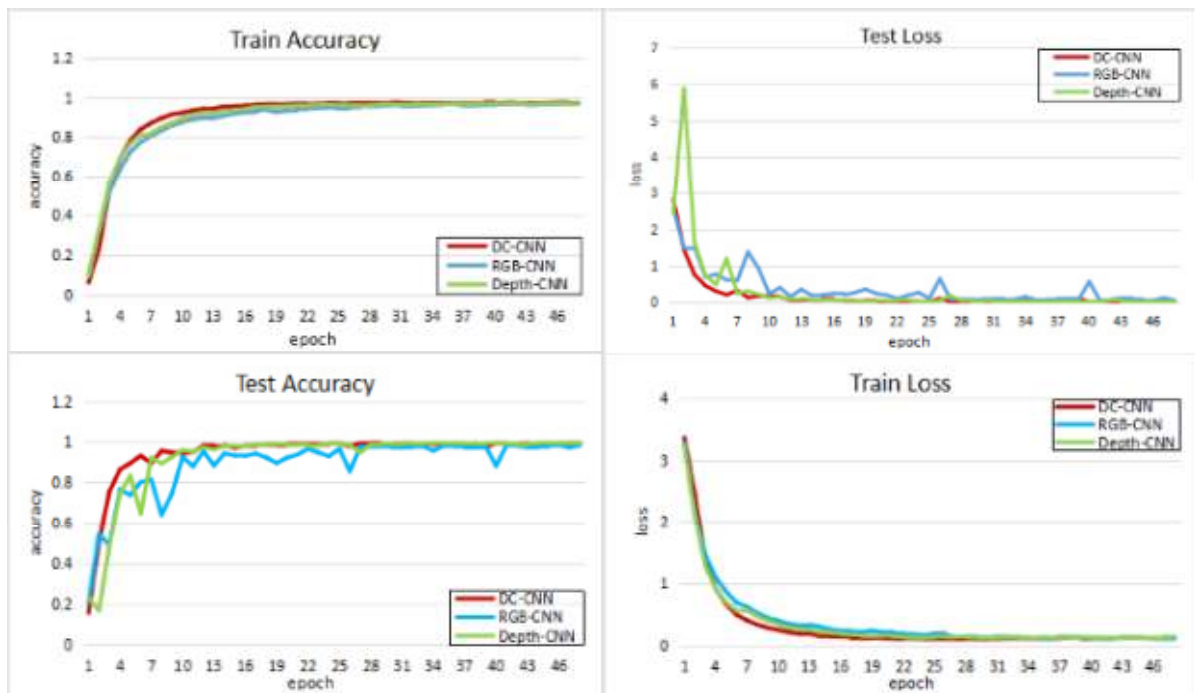 Train Accuracy
1.2
1
0.8
0.6
0.4
0.2
0
accuracy
DC-CNN
RGB-CNN
Depth-CNN
1 4 7 10 13 16 19 22 25 28 31 34 37 40 43 46
epoch
Test Loss
7
6
5
4
3
2
1
0
loss
DC-CNN
RGB-CNN
Depth-CNN
1 4 7 10 13 16 19 22 25 28 31 34 37 40 43 46
epoch
Test Accuracy
1.2
1
0.8
0.6
0.4
0.2
0
accuracy
DC-CNN
RGB-CNN
Depth-CNN
1 4 7 10 13 16 19 22 25 28 31 34 37 40 43 46
epoch
Train Loss
4
3
2
1
0
loss
DC-CNN
RGB-CNN
Depth-CNN
1 4 7 10 13 16 19 22 25 28 31 34 37 40 43 46
epoch